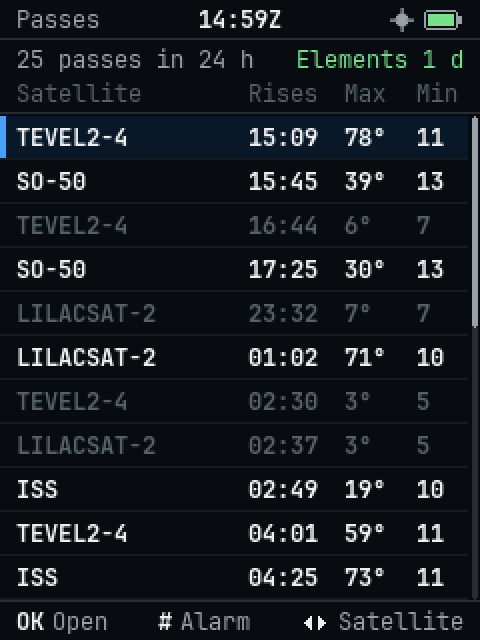 Passes 14:59Z
25 passes in 24 h Elements 1 d
Satellite Rises Max Min
TEVEL2-4 15:09 78° 11
SO-50 15:45 39° 13
TEVEL2-4 16:44 6° 7
SO-50 17:25 30° 13
LILACSAT-2 23:32 7° 7
LILACSAT-2 01:02 71° 10
TEVEL2-4 02:30 3° 5
LILACSAT-2 02:37 3° 5
ISS 02:49 19° 10
TEVEL2-4 04:01 59° 11
ISS 04:25 73° 11
OK Open # Alarm Satellite